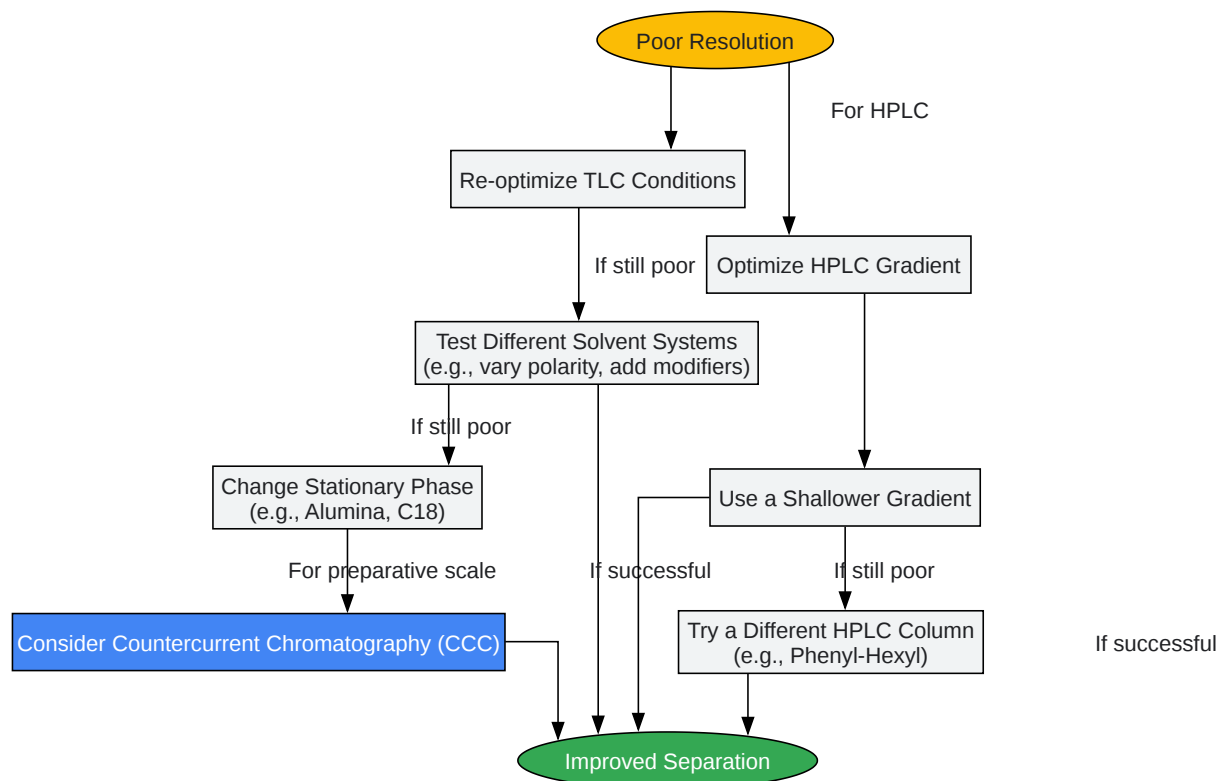 Poor Resolution
For HPLC
Re-optimize TLC Conditions
If still poor
Optimize HPLC Gradient
Test Different Solvent Systems
(e.g., vary polarity, add modifiers)
If still poor
Change Stationary Phase
(e.g., Alumina, C18)
Use a Shallower Gradient
For preparative scale
If successful
If still poor
Consider Countercurrent Chromatography (CCC)
Try a Different HPLC Column
(e.g., Phenyl-Hexyl)
If successful
Improved Separation